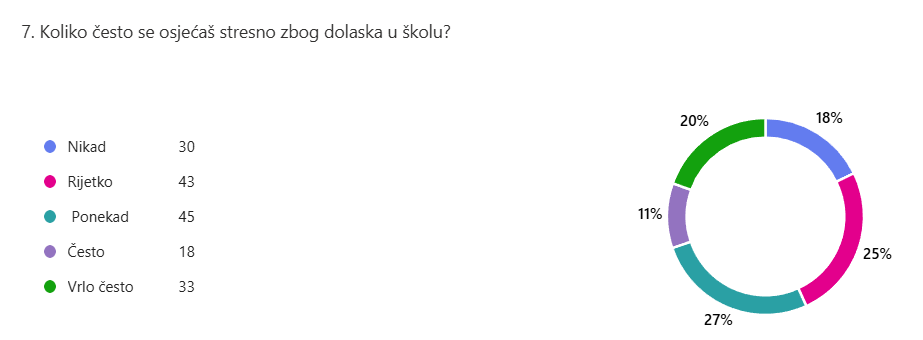 7. Koliko često se osjećaš stresno zbog dolaska u školu?
Nikad 30
Rijetko 43
Ponekad 45
Često 18
Vrlo često 33
20%
18%
11%
25%
27%